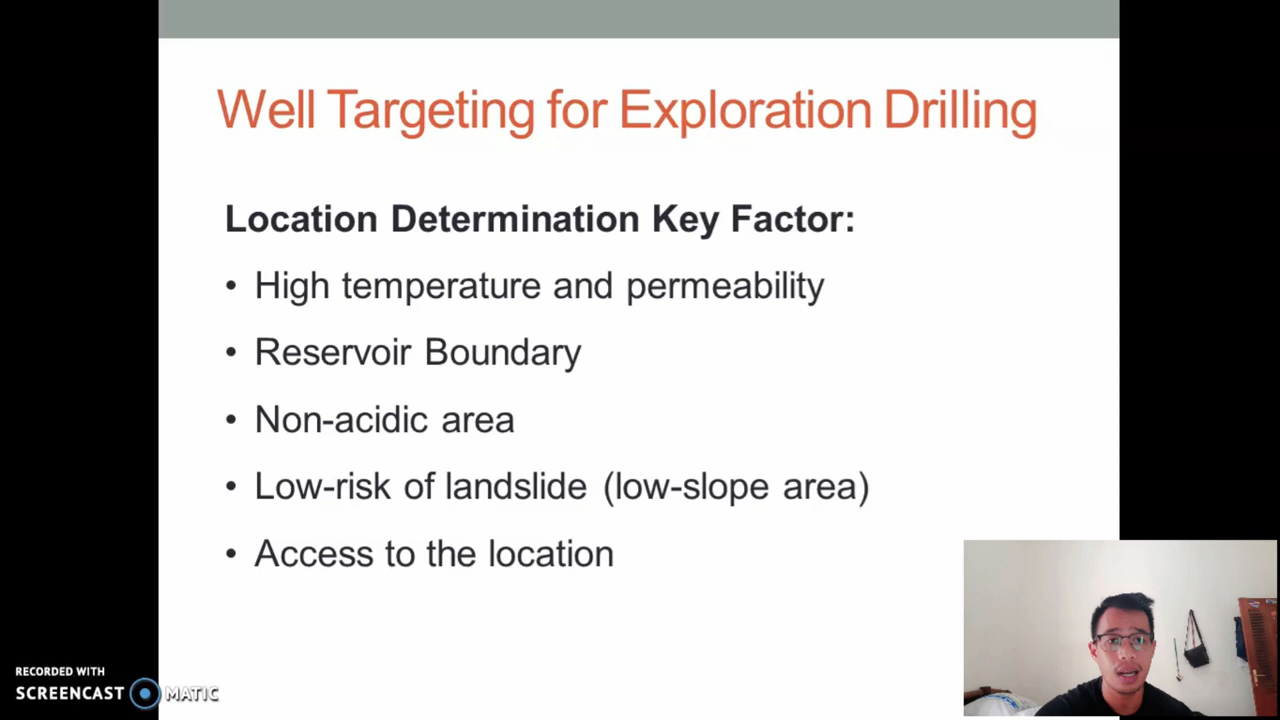 Well Targeting for Exploration Drilling
Location Determination Key Factor:
• High temperature and permeability
• Reservoir Boundary
• Non-acidic area
• Low-risk of landslide (low-slope area)
• Access to the location
RECORDED WITH
SCREENCAST MATIC